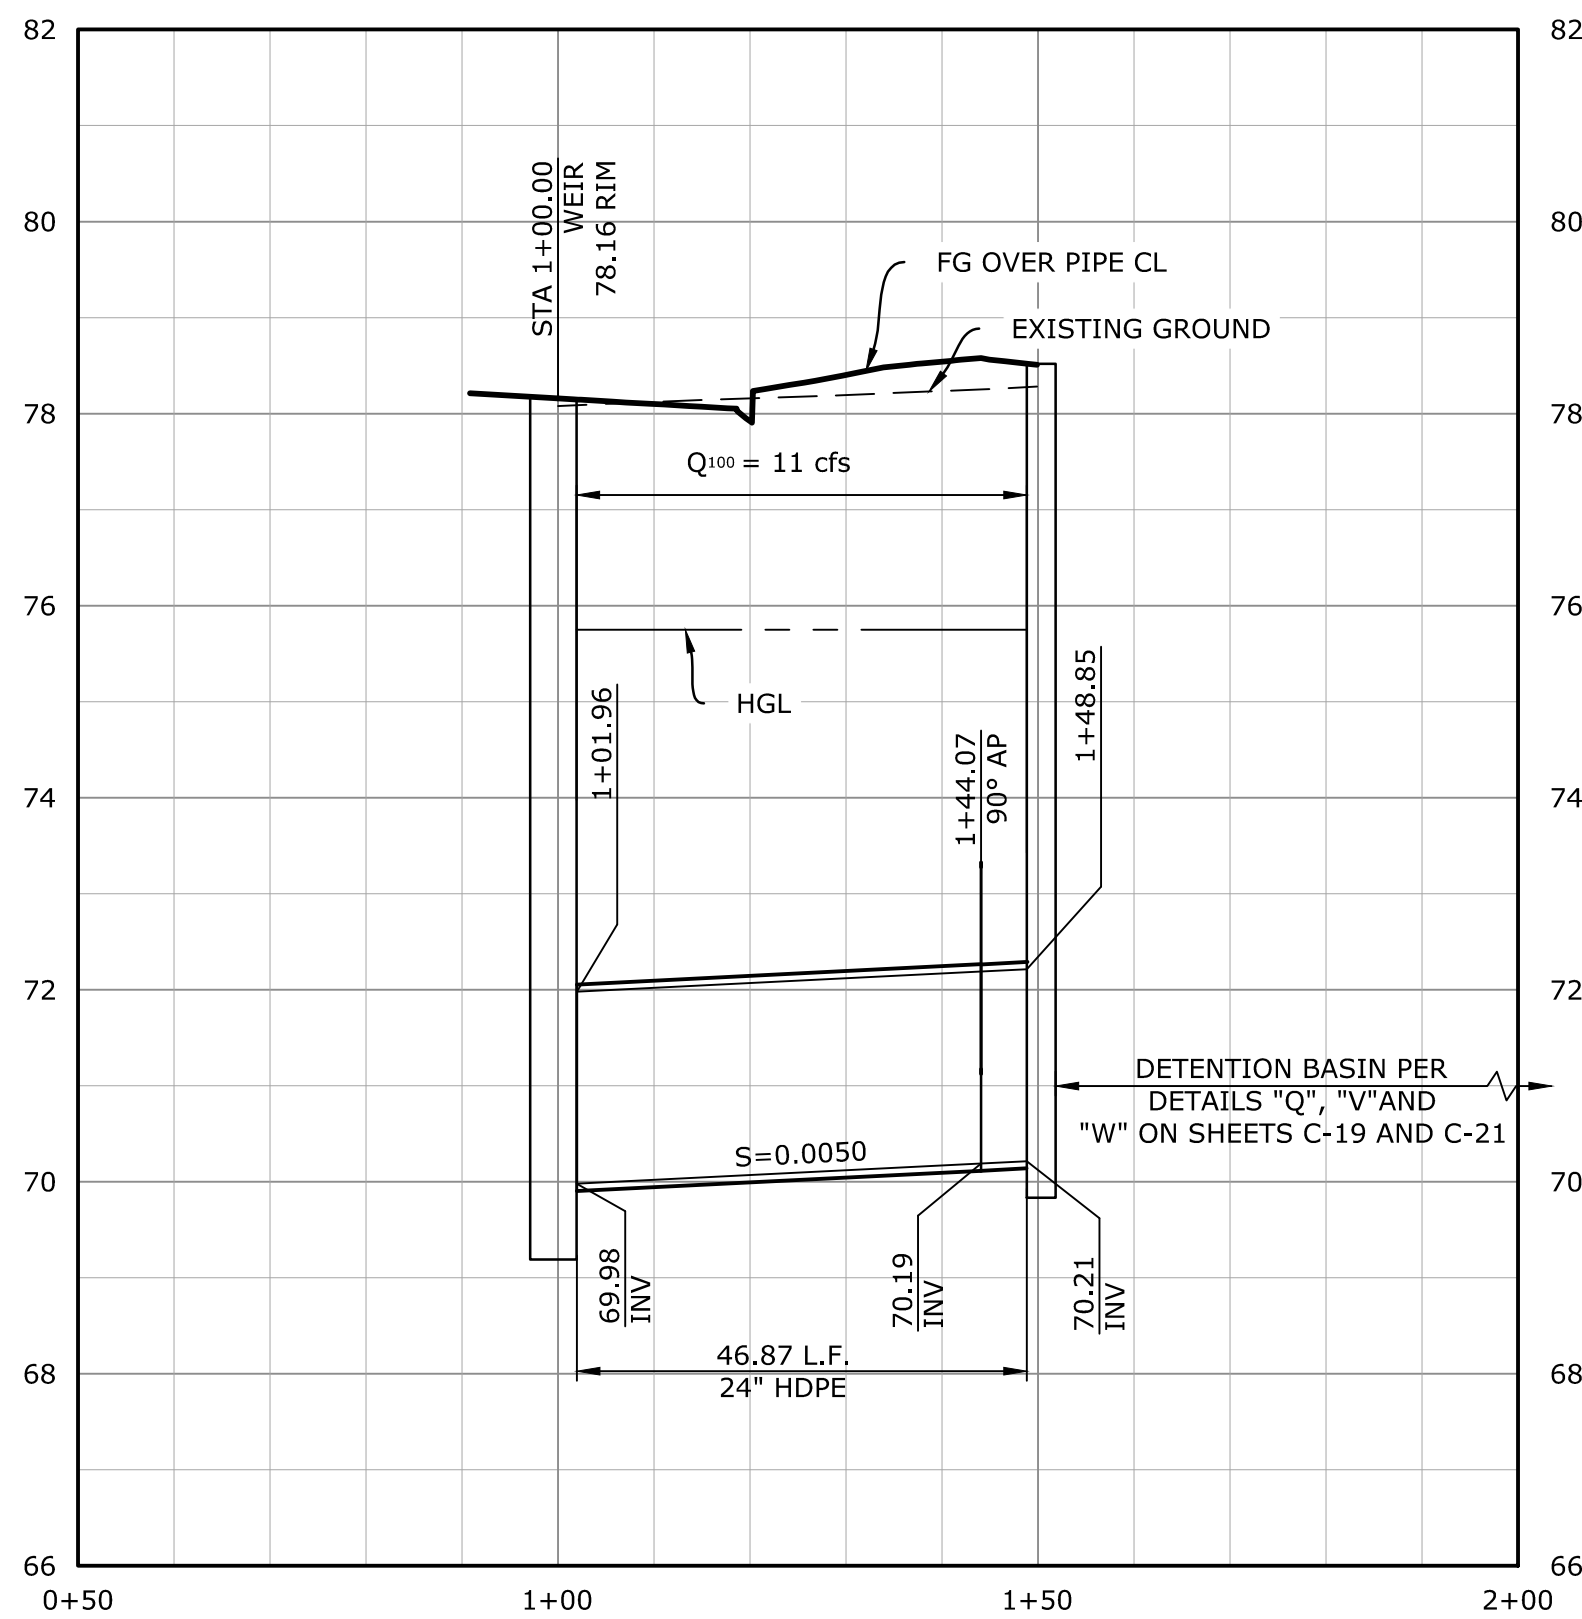 82
82
80
80
78
78
76
76
74
74
72
72
70
70
68
68
66
66
0+50
1+00
1+50
2+00
STA 1+00.00
WEIR
78.16 RIM
FG OVER PIPE CL
EXISTING GROUND
Q100 = 11 cfs
HGL
1+01.96
1+44.07
90° AP
1+48.85
DETENTION BASIN PER
DETAILS "Q", "V"AND
"W" ON SHEETS C-19 AND C-21
S=0.0050
69.98
INV
70.19
INV
70.21
INV
46.87 L.F.
24" HDPE